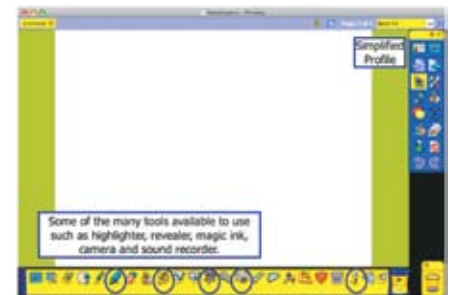 Simplified
Profile
Some of the many tools available to use
such as highlighter, revealer, magic ink,
camera and sound recorder.